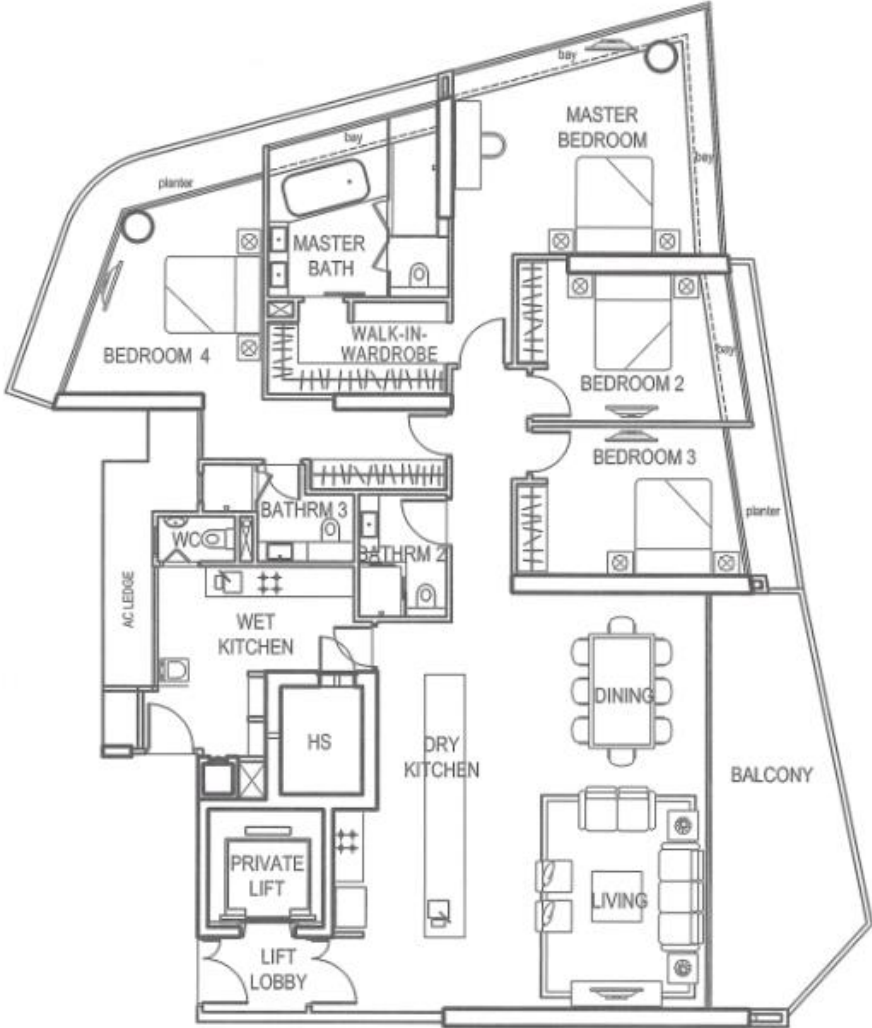 bay
bay
MASTER
BEDROOM
bay
planter
bay
MASTER
BATH
WALK-IN-
WARDROBE
BEDROOM 4
BEDROOM 2
bay
BEDROOM 3
BATHRM 3
WC
BATHRM 2
planter
AC LEDGE
WET
KITCHEN
DINING
HS
DRY
KITCHEN
BALCONY
PRIVATE
LIFT
LIVING
LIFT
LOBBY